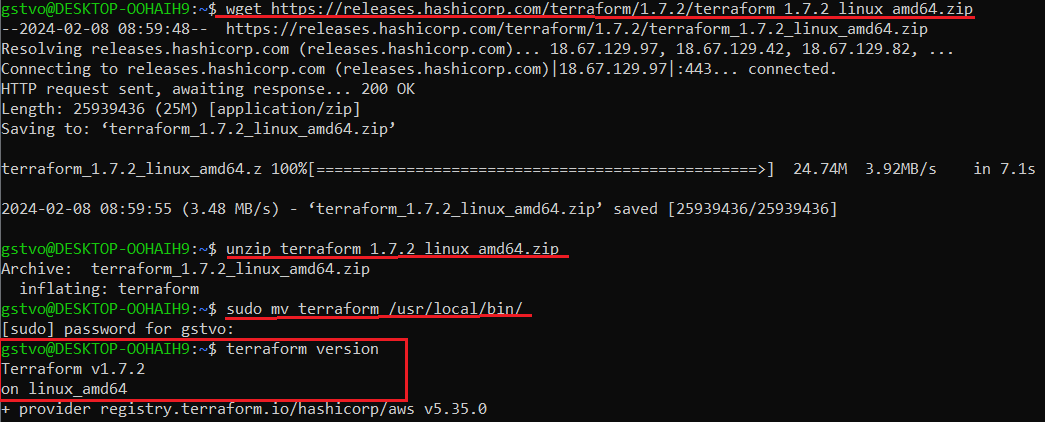 gstvo@DESKTOP-OOHAIH9:~$ wget https://releases.hashicorp.com/terraform/1.7.2/terraform_1.7.2_linux_amd64.zip
--2024-02-08 08:59:48--  https://releases.hashicorp.com/terraform/1.7.2/terraform_1.7.2_linux_amd64.zip
Resolving releases.hashicorp.com (releases.hashicorp.com)... 18.67.129.97, 18.67.129.42, 18.67.129.82, ...
Connecting to releases.hashicorp.com (releases.hashicorp.com)|18.67.129.97|:443... connected.
HTTP request sent, awaiting response... 200 OK
Length: 25939436 (25M) [application/zip]
Saving to: ‘terraform_1.7.2_linux_amd64.zip’
terraform_1.7.2_linux_amd64.z 100%[=================================================>]  24.74M  3.92MB/s    in 7.1s
2024-02-08 08:59:55 (3.48 MB/s) - ‘terraform_1.7.2_linux_amd64.zip’ saved [25939436/25939436]
gstvo@DESKTOP-OOHAIH9:~$ unzip terraform_1.7.2_linux_amd64.zip
Archive:  terraform_1.7.2_linux_amd64.zip
  inflating: terraform
gstvo@DESKTOP-OOHAIH9:~$ sudo mv terraform /usr/local/bin/
[sudo] password for gstvo:
gstvo@DESKTOP-OOHAIH9:~$ terraform version
Terraform v1.7.2
on linux_amd64
+ provider registry.terraform.io/hashicorp/aws v5.35.0